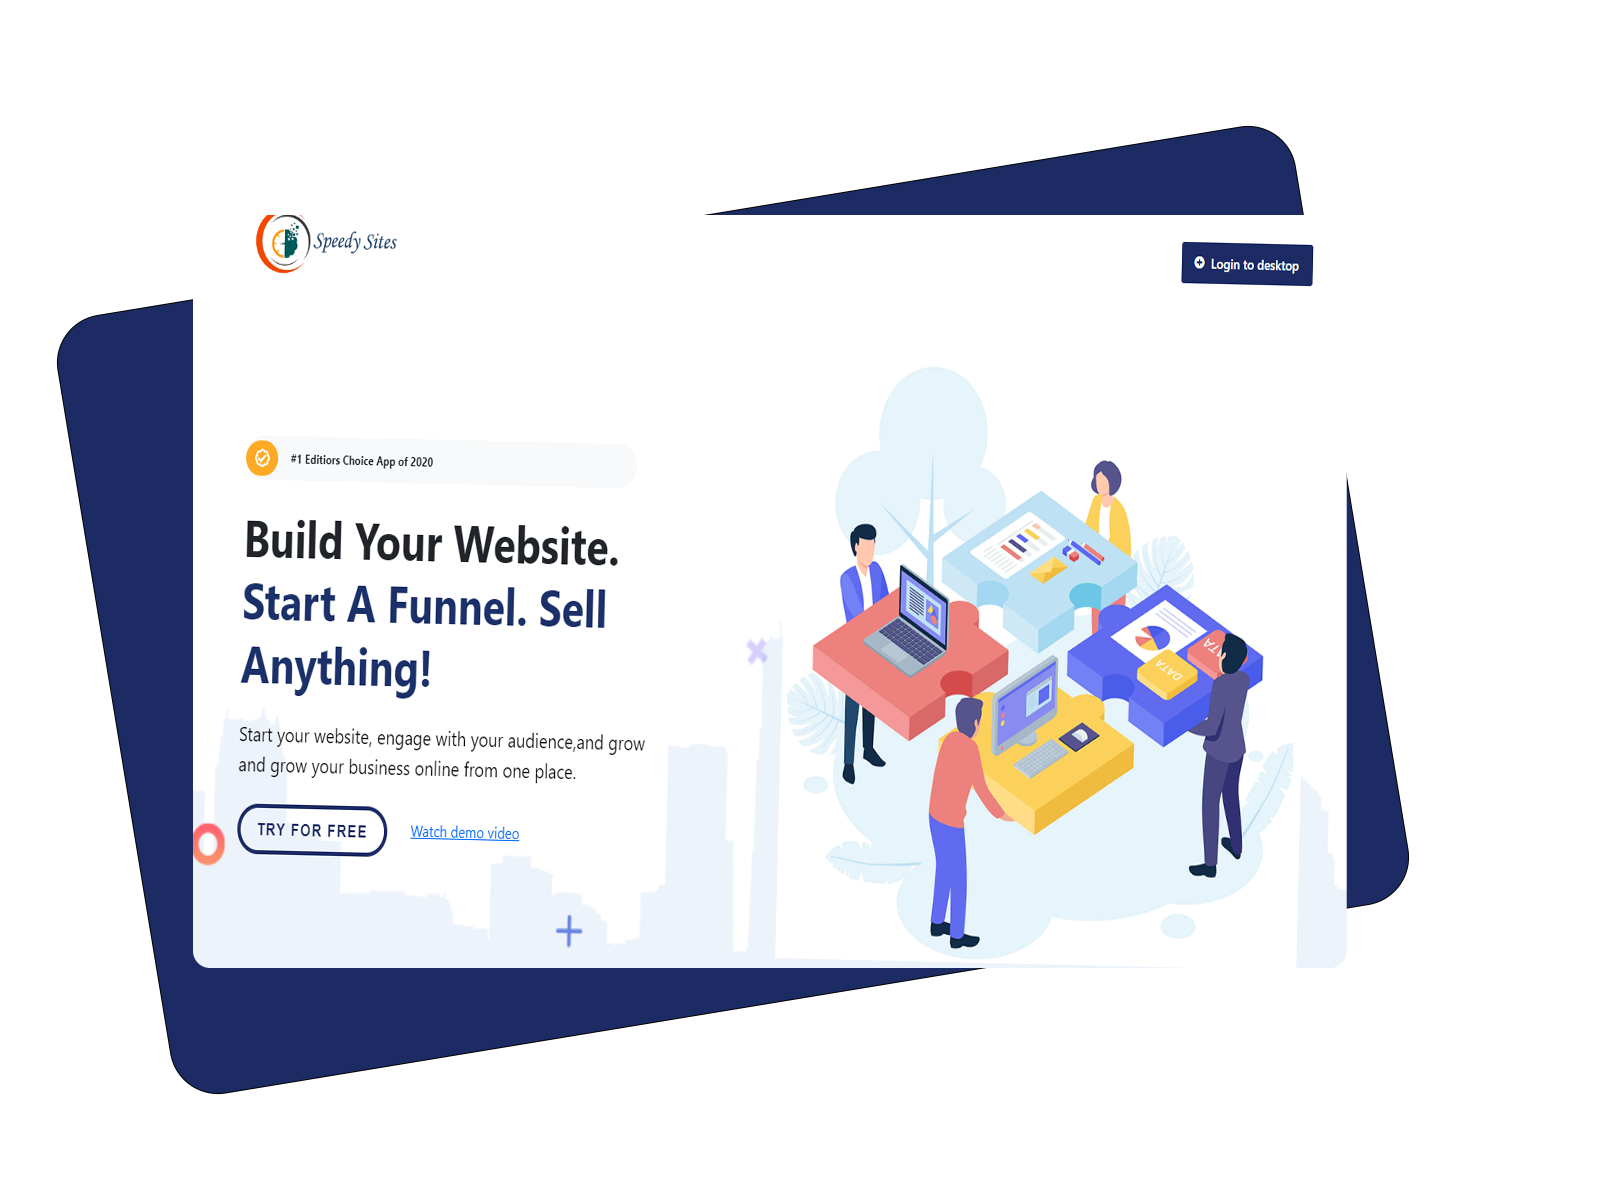 Speedy Sites
Login to desktop
#1 Editiors Choice App of 2020
Build Your Website.
Start A Funnel. Sell
Anything!
Start your website, engage with your audience,and grow
and grow your business online from one place.
TRY FOR FREE
Watch demo video
DATA